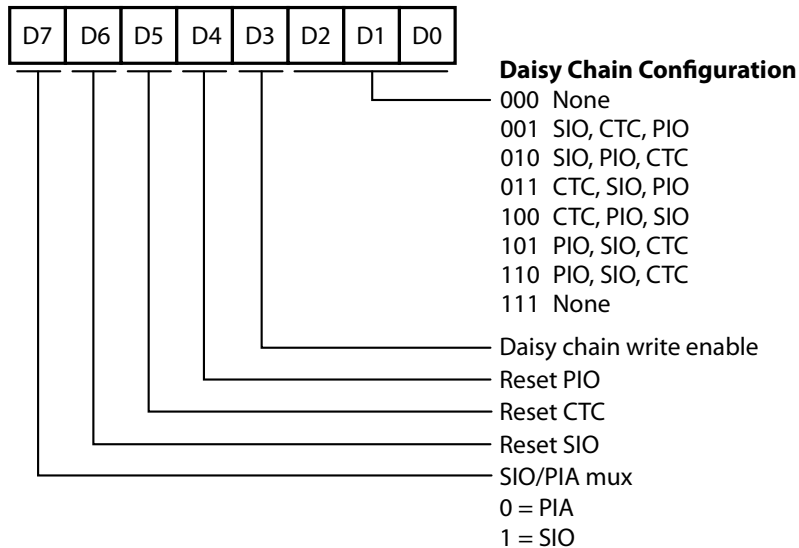 D7 D6 D5 D4 D3 D2 D1 D0
Daisy Chain Configuration
000 None
001 SIO, CTC, PIO
010 SIO, PIO, CTC
011 CTC, SIO, PIO
100 CTC, PIO, SIO
101 PIO, SIO, CTC
110 PIO, SIO, CTC
111 None
Daisy chain write enable
Reset PIO
Reset CTC
Reset SIO
SIO/PIA mux
0 = PIA
1 = SIO